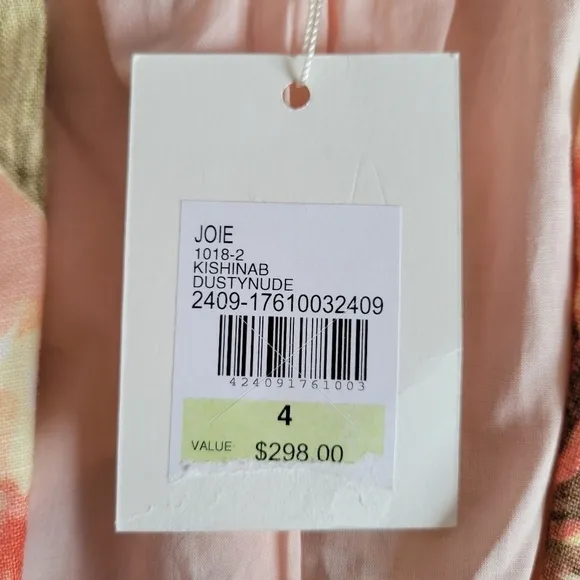 JOIE
1018-2
KISHINAB
DUSTYNUDE
2409-17610032409
424091761003
4
VALUE: $298.00